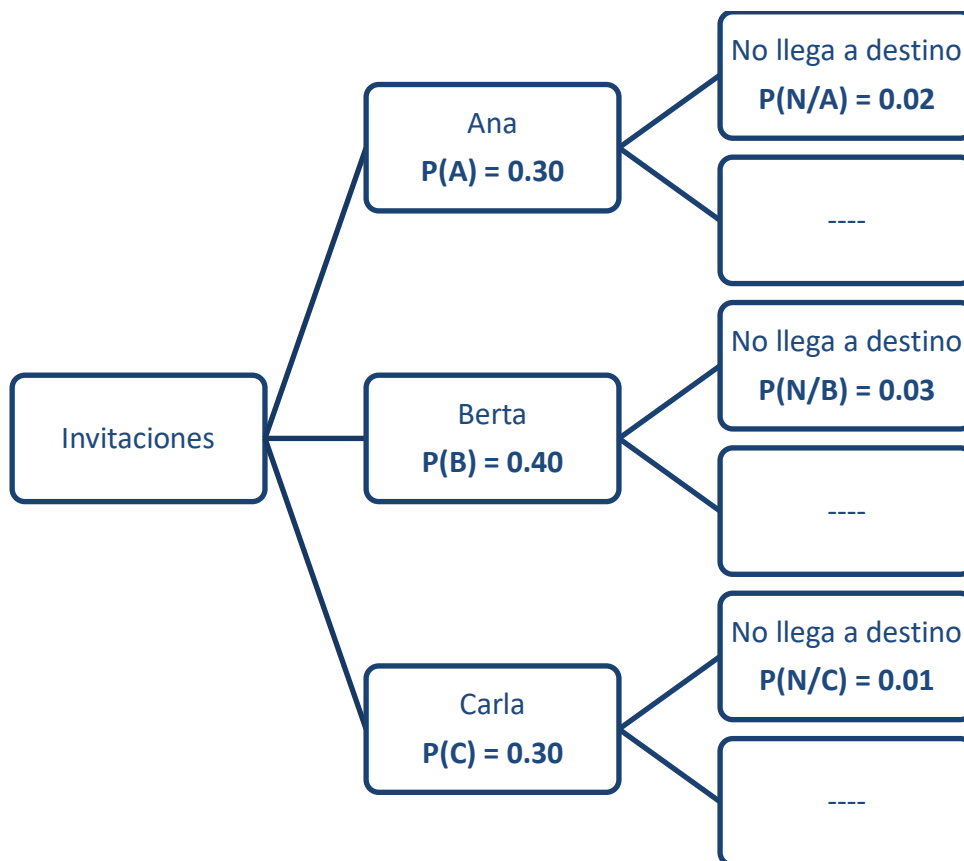 Invitaciones
Ana
P(A) = 0.30
No llega a destino
P(N/A) = 0.02
----
Berta
P(B) = 0.40
No llega a destino
P(N/B) = 0.03
----
Carla
P(C) = 0.30
No llega a destino
P(N/C) = 0.01
----